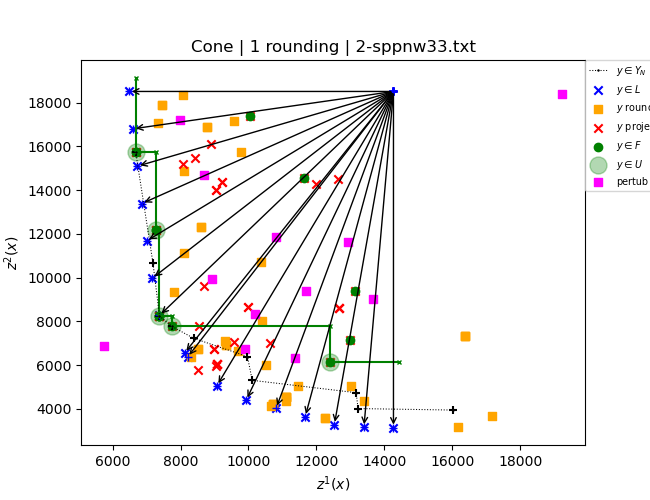 Cone | 1 rounding | 2-sppnw33.txt
z²(x)
18000
16000
14000
12000
10000
8000
6000
4000
6000 8000 10000 12000 14000 16000 18000
z¹(x)
y ∈ Y_N
y ∈ L
y roun
y proje
y ∈ F
y ∈ U
pertub